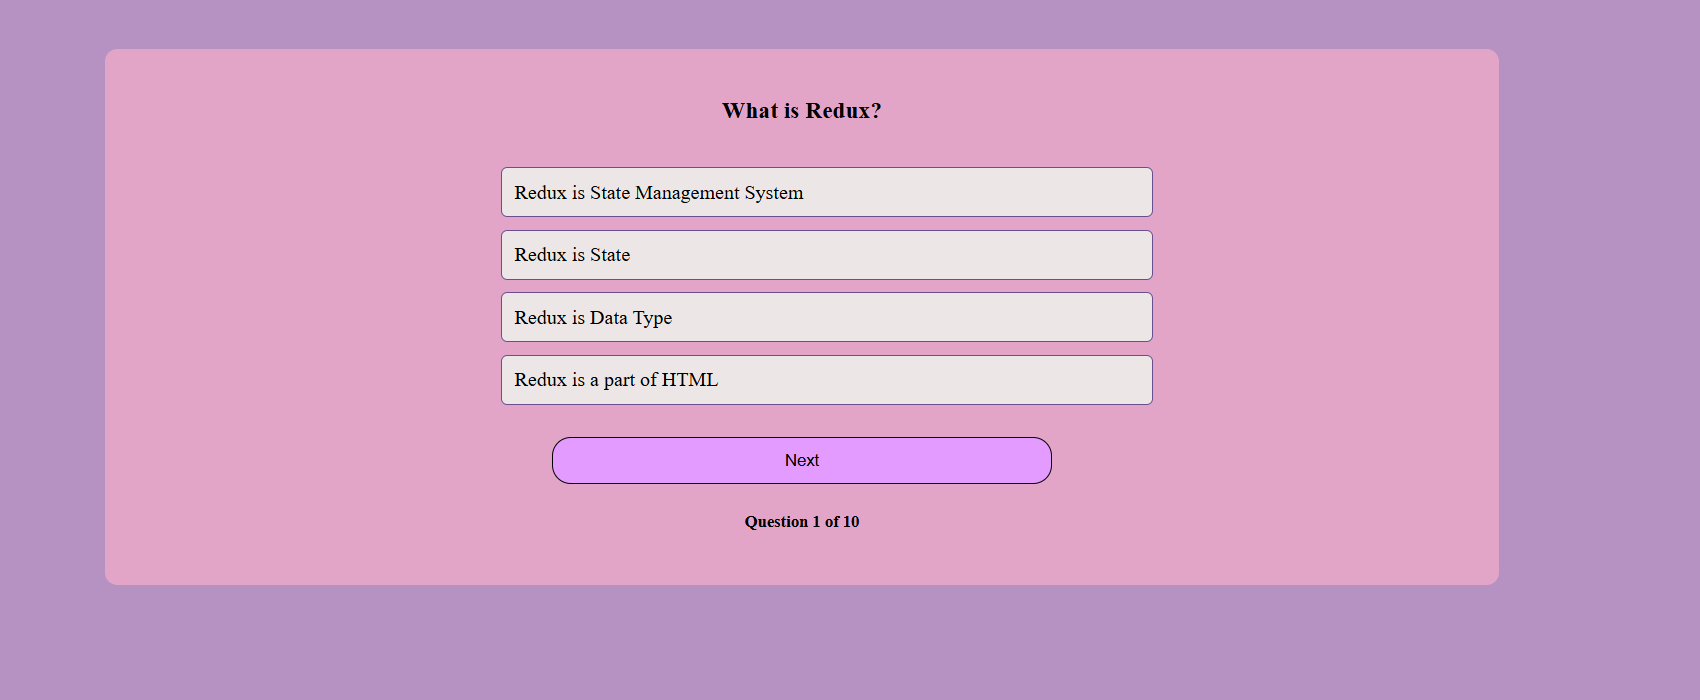 What is Redux?
Redux is State Management System
Redux is State
Redux is Data Type
Redux is a part of HTML
Next
Question 1 of 10